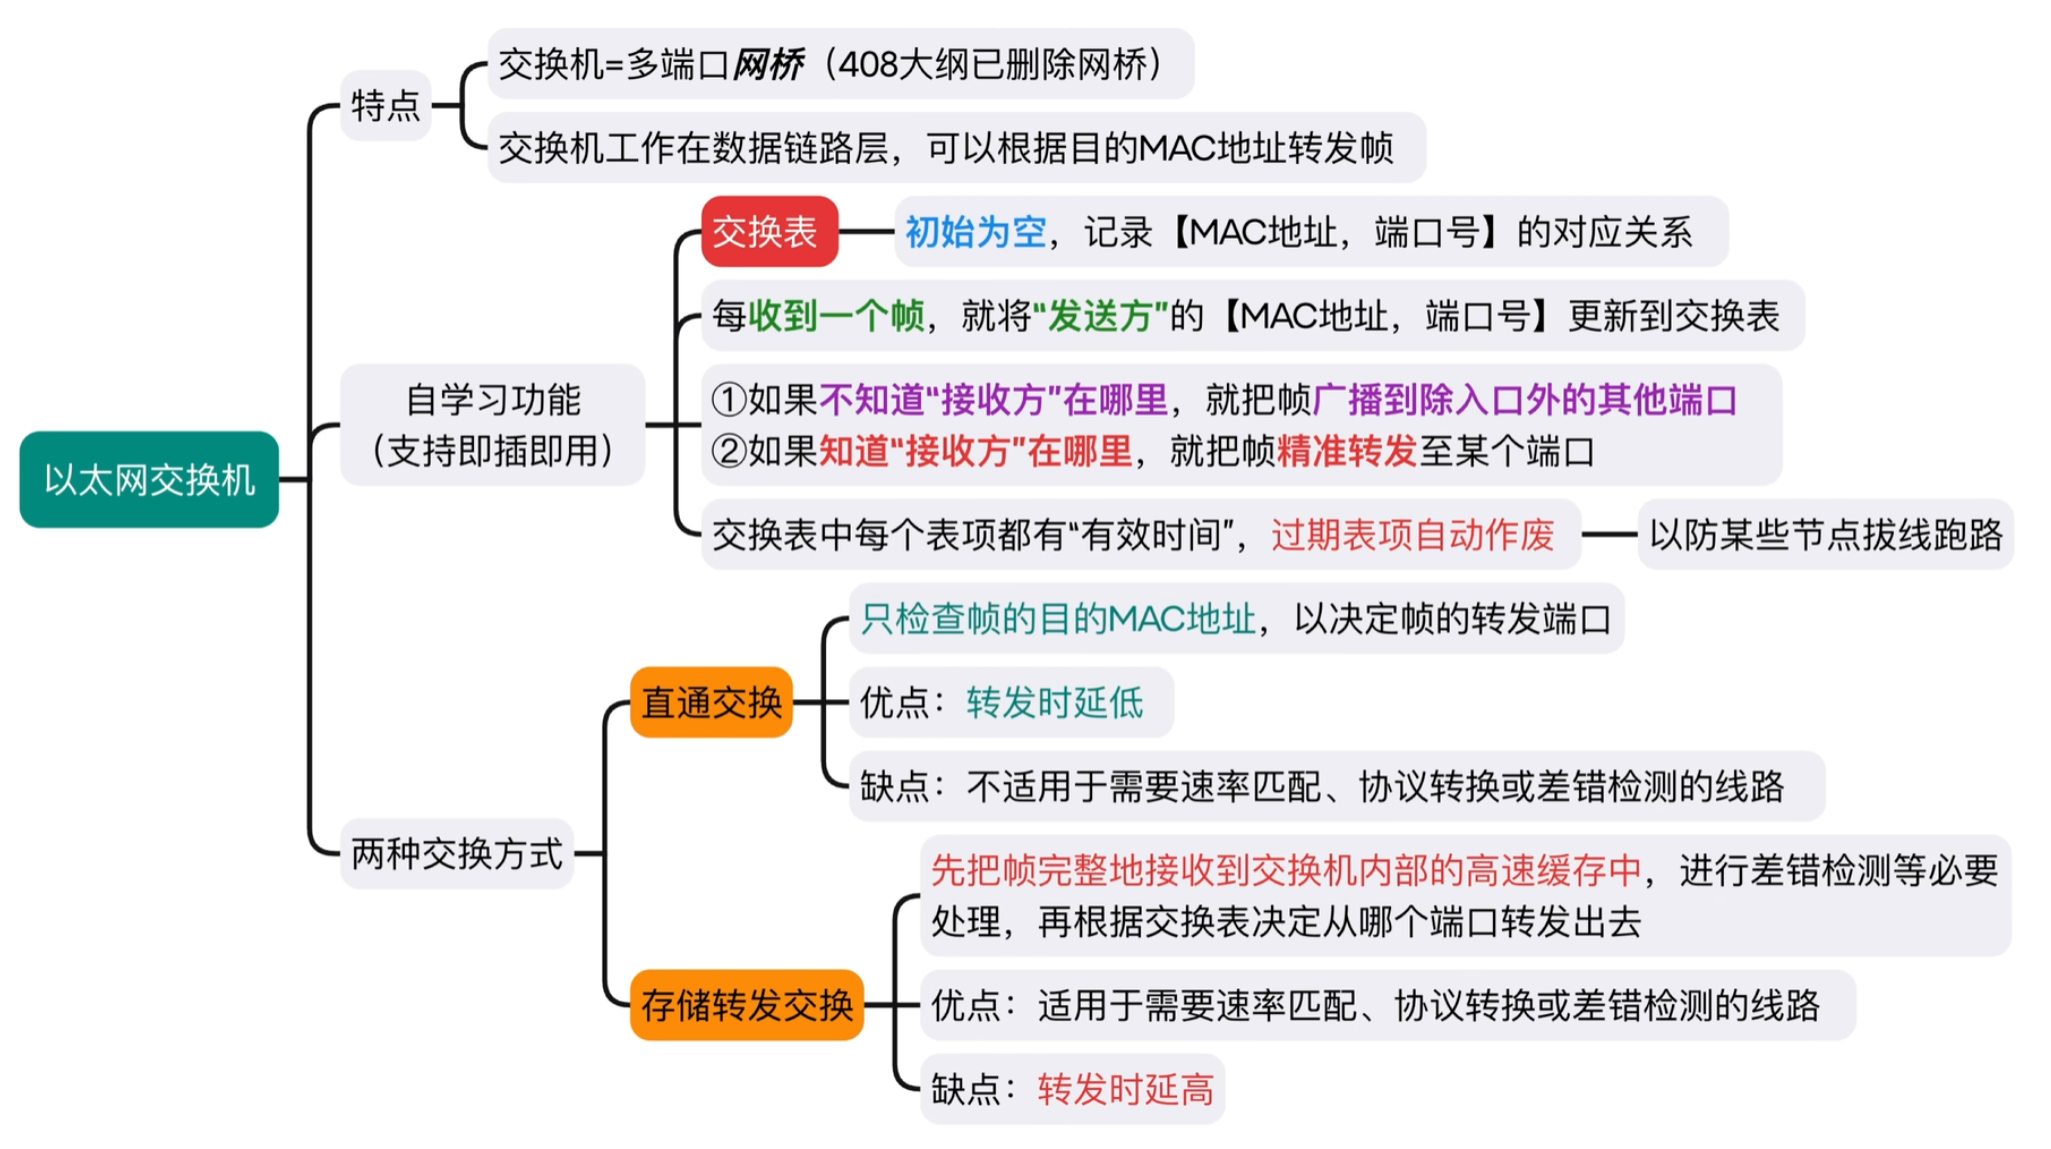 以太网交换机
特点
交换机=多端口网桥（408大纲已删除网桥）
交换机工作在数据链路层，可以根据目的MAC地址转发帧
自学习功能
（支持即插即用）
交换表
初始为空，记录【MAC地址，端口号】的对应关系
每收到一个帧，就将“发送方”的【MAC地址，端口号】更新到交换表
①如果不知道“接收方”在哪里，就把帧广播到除入口外的其他端口
②如果知道“接收方”在哪里，就把帧精准转发至某个端口
交换表中每个表项都有“有效时间”，过期表项自动作废
以防某些节点拔线跑路
两种交换方式
直通交换
只检查帧的目的MAC地址，以决定帧的转发端口
优点：转发时延低
缺点：不适用于需要速率匹配、协议转换或差错检测的线路
存储转发交换
先把帧完整地接收到交换机内部的高速缓存中，进行差错检测等必要
处理，再根据交换表决定从哪个端口转发出去
优点：适用于需要速率匹配、协议转换或差错检测的线路
缺点：转发时延高